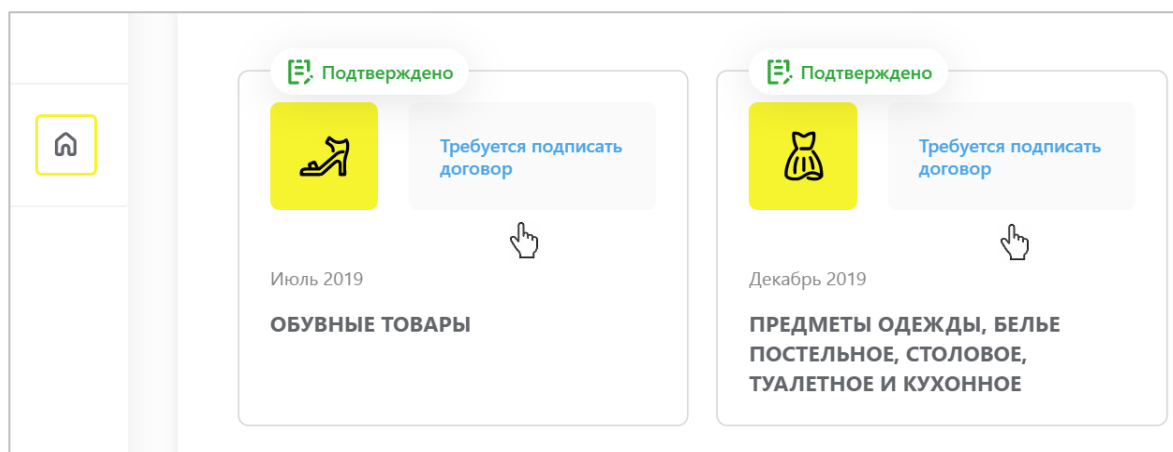 Подтверждено
Требуется подписать
договор
Июль 2019
ОБУВНЫЕ ТОВАРЫ
Подтверждено
Требуется подписать
договор
Декабрь 2019
ПРЕДМЕТЫ ОДЕЖДЫ, БЕЛЬЕ
ПОСТЕЛЬНОЕ, СТОЛОВОЕ,
ТУАЛЕТНОЕ И КУХОННОЕ